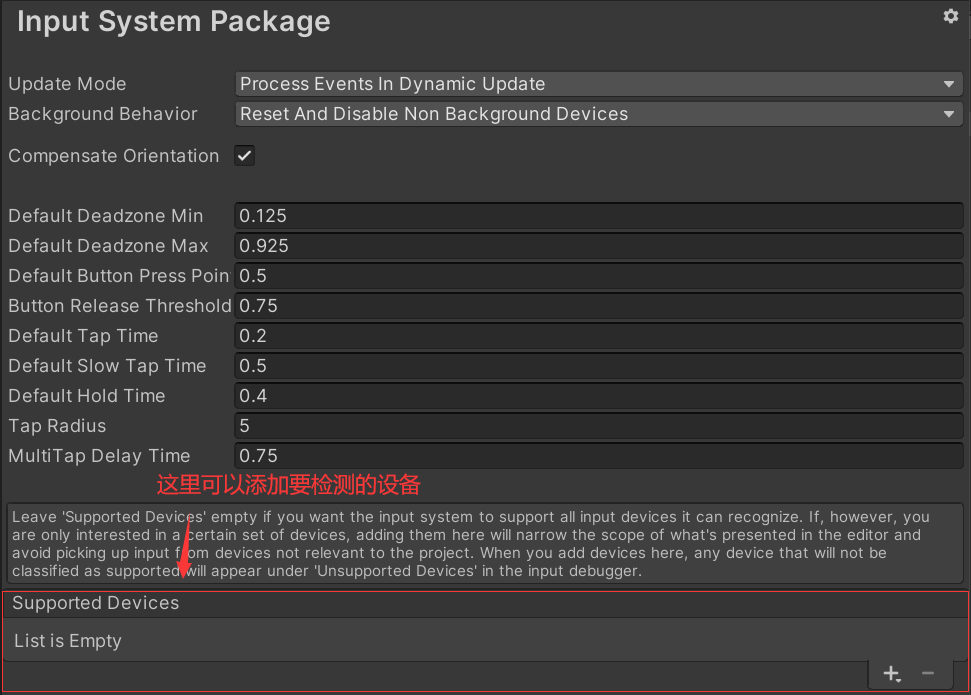 Input System Package
Update Mode Process Events In Dynamic Update
Background Behavior Reset And Disable Non Background Devices
Compensate Orientation
Default Deadzone Min 0.125
Default Deadzone Max 0.925
Default Button Press Poin 0.5
Button Release Threshold 0.75
Default Tap Time 0.2
Default Slow Tap Time 0.5
Default Hold Time 0.4
Tap Radius 5
MultiTap Delay Time 0.75
这里可以添加要检测的设备
Leave 'Supported Devices' empty if you want the input system to support all input devices it can recognize. If, however, you
are only interested in a certain set of devices, adding them here will narrow the scope of what's presented in the editor and
avoid picking up input from devices not relevant to the project. When you add devices here, any device that will not be
classified as supported will appear under 'Unsupported Devices' in the input debugger.
Supported Devices
List is Empty